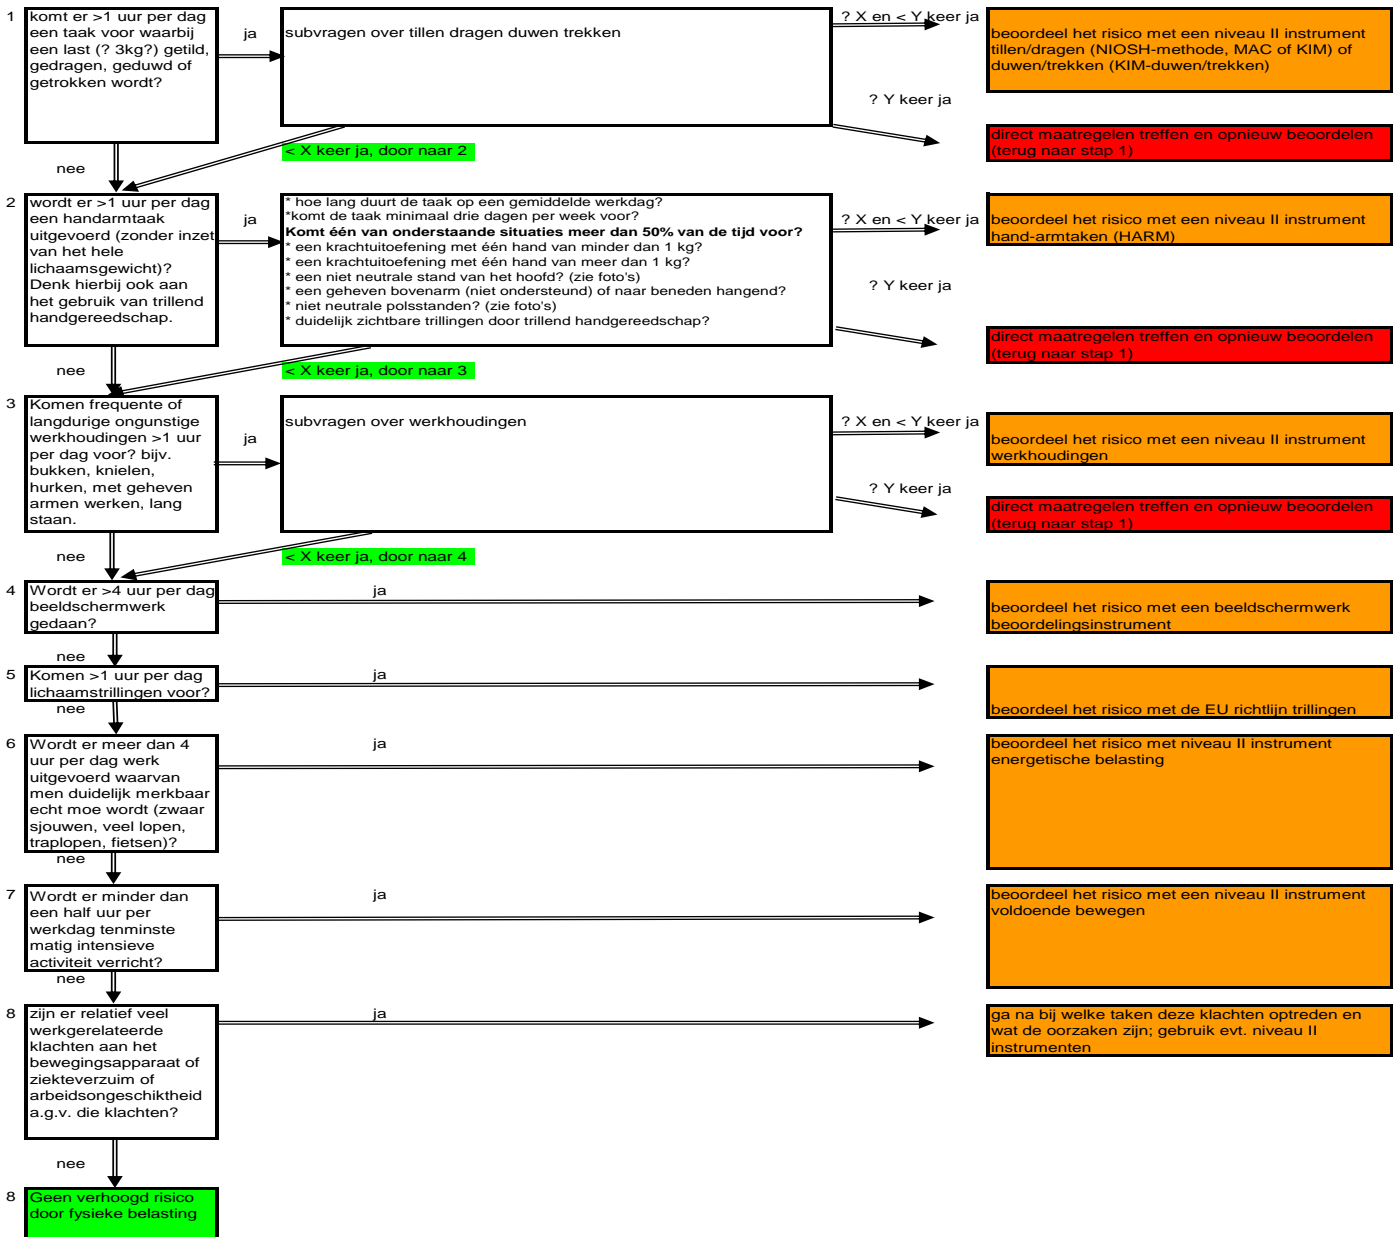 1
komt er >1 uur per dag
een taak voor waarbij
een last (? 3kg?) getild,
gedragen, geduwd of
getrokken wordt?
ja
subvragen over tillen dragen duwen trekken
? X en < Y keer ja
beoordeel het risico met een niveau II instrument
tillen/dragen (NIOSH-methode, MAC of KIM) of
duwen/trekken (KIM-duwen/trekken)
? Y keer ja
direct maatregelen treffen en opnieuw beoordelen
(terug naar stap 1)
< X keer ja, door naar 2
nee
2
wordt er >1 uur per dag
een handarmtaak
uitgevoerd (zonder inzet
van het hele
lichaamsgewicht)?
Denk hierbij ook aan
het gebruik van trillend
handgereedschap.
ja
* hoe lang duurt de taak op een gemiddelde werkdag?
*komt de taak minimaal drie dagen per week voor?
Komt één van onderstaande situaties meer dan 50% van de tijd voor?
* een krachtuitoefening met één hand van minder dan 1 kg?
* een krachtuitoefening met één hand van meer dan 1 kg?
* een niet neutrale stand van het hoofd? (zie foto's)
* een geheven bovenarm (niet ondersteund) of naar beneden hangend?
* niet neutrale polsstanden? (zie foto's)
* duidelijk zichtbare trillingen door trillend handgereedschap?
? X en < Y keer ja
beoordeel het risico met een niveau II instrument
hand-armtaken (HARM)
? Y keer ja
direct maatregelen treffen en opnieuw beoordelen
(terug naar stap 1)
< X keer ja, door naar 3
nee
3
Komen frequente of
langdurige ongunstige
werkhoudingen >1 uur
per dag voor? bijv.
bukken, knielen,
hurken, met geheven
armen werken, lang
staan.
ja
subvragen over werkhoudingen
? X en < Y keer ja
beoordeel het risico met een niveau II instrument
werkhoudingen
? Y keer ja
direct maatregelen treffen en opnieuw beoordelen
(terug naar stap 1)
< X keer ja, door naar 4
nee
4
Wordt er >4 uur per dag
beeldschermwerk
gedaan?
ja
beoordeel het risico met een beeldschermwerk
beoordelingsinstrument
nee
5
Komen >1 uur per dag
lichaamstrillingen voor?
ja
beoordeel het risico met de EU richtlijn trillingen
nee
6
Wordt er meer dan 4
uur per dag werk
uitgevoerd waarvan
men duidelijk merkbaar
echt moe wordt (zwaar
sjouwen, veel lopen,
traplopen, fietsen)?
ja
beoordeel het risico met niveau II instrument
energetische belasting
nee
7
Wordt er minder dan
een half uur per
werkdag tenminste
matig intensieve
activiteit verricht?
ja
beoordeel het risico met een niveau II instrument
voldoende bewegen
nee
8
zijn er relatief veel
werkgerelateerde
klachten aan het
bewegingsapparaat of
ziekteverzuim of
arbeidsongeschiktheid
a.g.v. die klachten?
ja
ga na bij welke taken deze klachten optreden en
wat de oorzaken zijn; gebruik evt. niveau II
instrumenten
nee
8
Geen verhoogd risico
door fysieke belasting